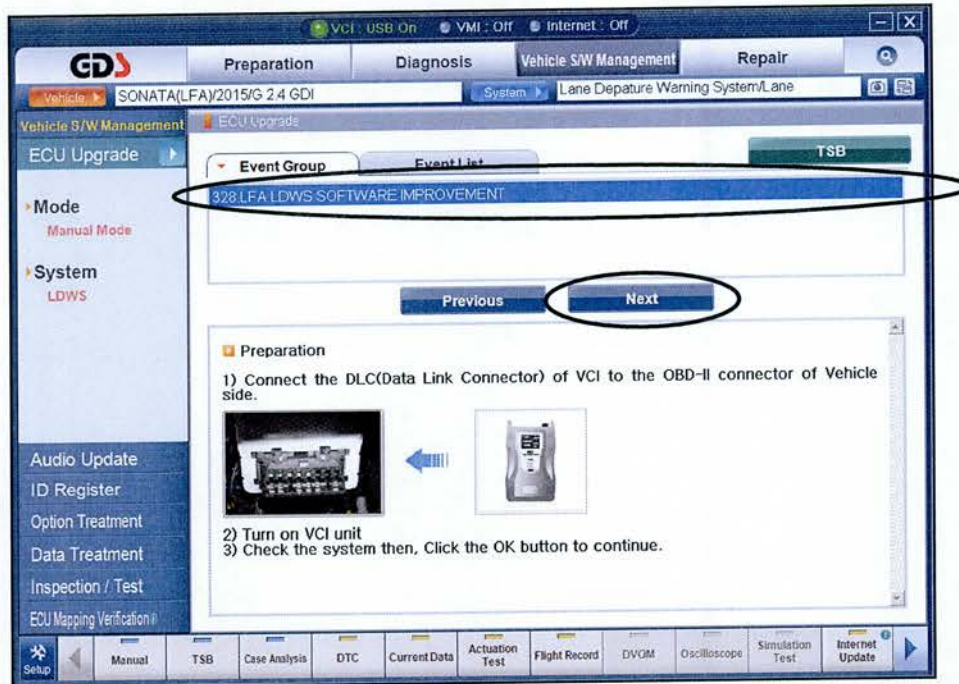 VCI : USB On VMI : Off Internet : Off
GDS Preparation Diagnosis Vehicle S/W Management Repair
Vehicle SONATA(LFA)/2015/G 2.4 GDI System Lane Depature Warning System/Lane
Vehicle S/W Management
ECU Upgrade
ECU Upgrade
TSB
Event Group Event List
328.LFA LDWS SOFTWARE IMPROVEMENT
Mode
Manual Mode
System
LDWS
Previous Next
Preparation
1) Connect the DLC(Data Link Connector) of VCI to the OBD-II connector of Vehicle
side.
2) Turn on VCI unit
3) Check the system then, Click the OK button to continue.
Audio Update
ID Register
Option Treatment
Data Treatment
Inspection / Test
ECU Mapping Verification
Setup Manual TSB Case Analysis DTC Current Data Actuation Test Flight Record DVOM Oscilloscope Simulation Test Internet Update